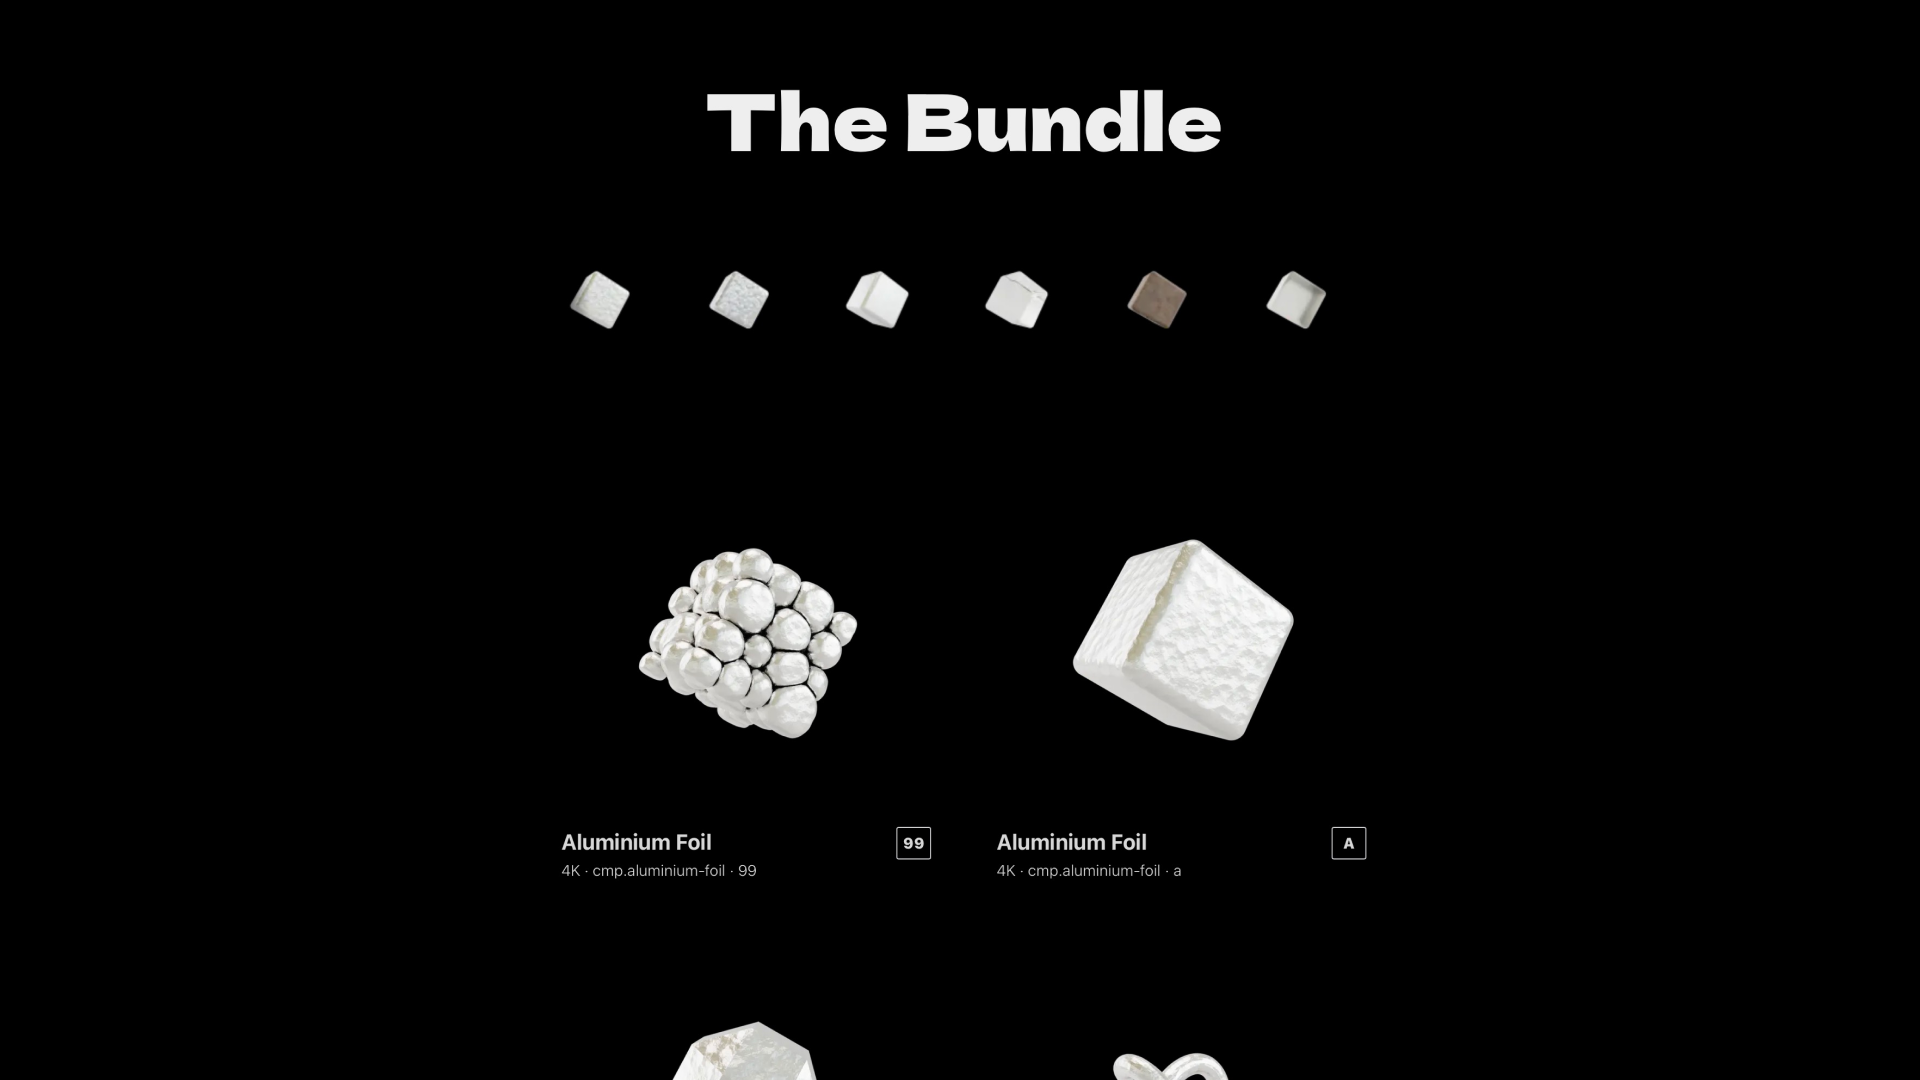 The Bundle
Aluminium Foil
99
4K · cmp.aluminium-foil · 99
Aluminium Foil
A
4K · cmp.aluminium-foil · a